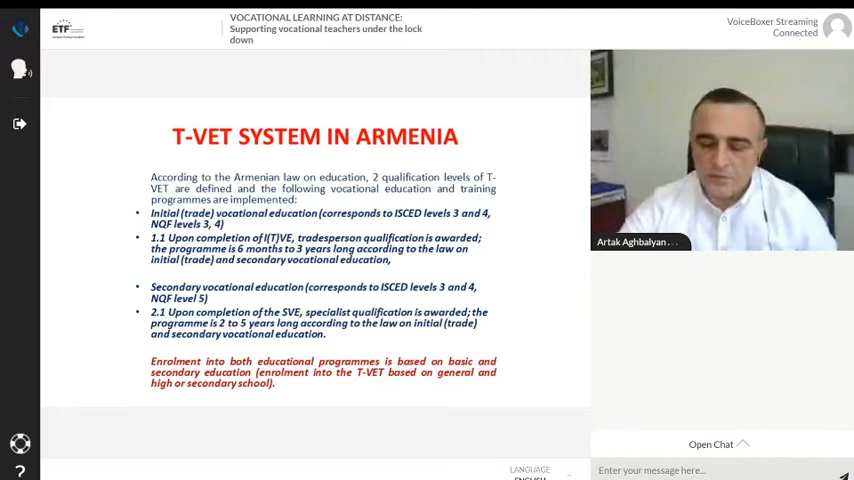 ETF
VOCATIONAL LEARNING AT DISTANCE:
Supporting vocational teachers under the lock
down
VoiceBoxer Streaming
Connected
T-VET SYSTEM IN ARMENIA
According to the Armenian law on education, 2 qualification levels of T-
VET are defined and the following vocational education and training
programmes are implemented:
• Initial (trade) vocational education (corresponds to ISCED levels 3 and 4,
NQF levels 3, 4)
• 1.1 Upon completion of I(T)VE, tradesperson qualification is awarded;
the programme is 6 months to 3 years long according to the law on
initial (trade) and secondary vocational education,
• Secondary vocational education (corresponds to ISCED levels 3 and 4,
NQF level 5)
• 2.1 Upon completion of the SVE, specialist qualification is awarded; the
programme is 2 to 5 years long according to the law on initial (trade)
and secondary vocational education.
Enrolment into both educational programmes is based on basic and
secondary education (enrolment into the T-VET based on general and
high or secondary school).
Artak Aghbalyan...
Open Chat
Enter your message here...
LANGUAGE
ENGLISH
?